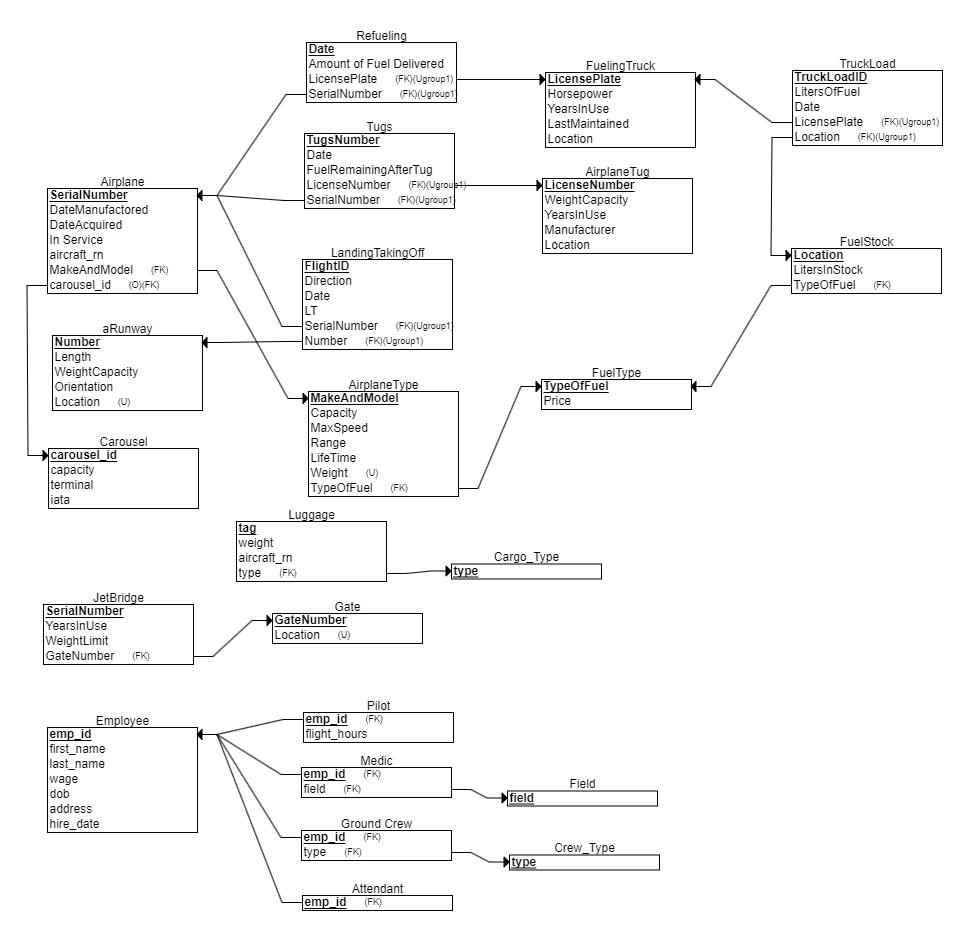 Refueling
Date
Amount of Fuel Delivered
LicensePlate (FK)(Ugroup1)
SerialNumber (FK)(Ugroup1)
FuelingTruck
LicensePlate
Horsepower
YearsInUse
LastMaintained
Location
TruckLoad
TruckLoadID
LitersOfFuel
Date
LicensePlate (FK)(Ugroup1)
Location (FK)(Ugroup1)
Tugs
TugsNumber
Date
FuelRemainingAfterTug
LicenseNumber (FK)(Ugroup1)
SerialNumber (FK)(Ugroup1)
AirplaneTug
LicenseNumber
WeightCapacity
YearsInUse
Manufacturer
Location
Airplane
SerialNumber
DateManufactored
DateAcquired
In Service
aircraft_rn
MakeAndModel (FK)
carousel_id (O)(FK)
LandingTakingOff
FlightID
Direction
Date
LT
SerialNumber (FK)(Ugroup1)
Number (FK)(Ugroup1)
FuelStock
Location
LitersInStock
TypeOfFuel (FK)
aRunway
Number
Length
WeightCapacity
Orientation
Location (U)
AirplaneType
MakeAndModel
Capacity
MaxSpeed
Range
LifeTime
Weight (U)
TypeOfFuel (FK)
FuelType
TypeOfFuel
Price
Carousel
carousel_id
capacity
terminal
iata
Luggage
tag
weight
aircraft_rn
type (FK)
Cargo_Type
type
JetBridge
SerialNumber
YearsInUse
WeightLimit
GateNumber (FK)
Gate
GateNumber
Location (U)
Employee
emp_id
first_name
last_name
wage
dob
address
hire_date
Pilot
emp_id (FK)
flight_hours
Medic
emp_id (FK)
field (FK)
Field
field
Ground Crew
emp_id (FK)
type (FK)
Crew_Type
type
Attendant
emp_id (FK)